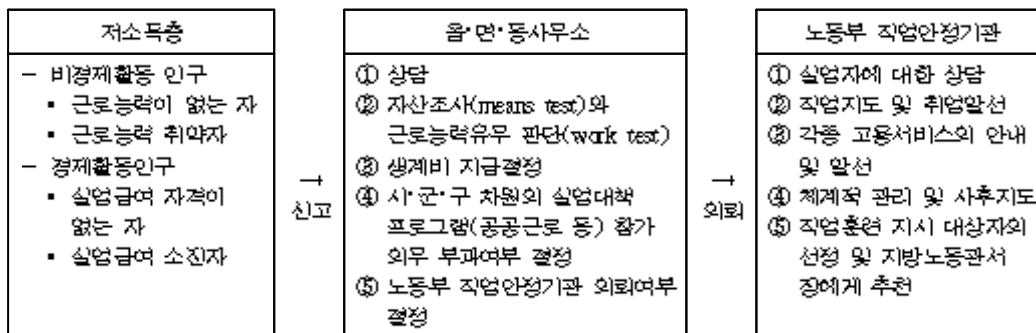 저소득층
- 비경제활동 인구
▪ 근로능력이 없는 자
▪ 근로능력 취약자
- 경제활동인구
▪ 실업급여 자격이
없는 자
▪ 실업급여 소진자
→
신고
읍·면·동사무소
① 상담
② 자산조사(means test)와
근로능력유무 판단(work test)
③ 생계비 지급결정
④ 시·군·구 차원의 실업대책
프로그램(공공근로 등) 참가
의무 부과여부 결정
⑤ 노동부 직업안정기관 의뢰여부
결정
→
의뢰
노동부 직업안정기관
① 실업자에 대한 상담
② 직업지도 및 취업알선
③ 각종 고용서비스의 안내
및 알선
④ 체계적 관리 및 사후지도
⑤ 직업훈련 지시 대상자의
선정 및 지방노동관서
장에게 추천